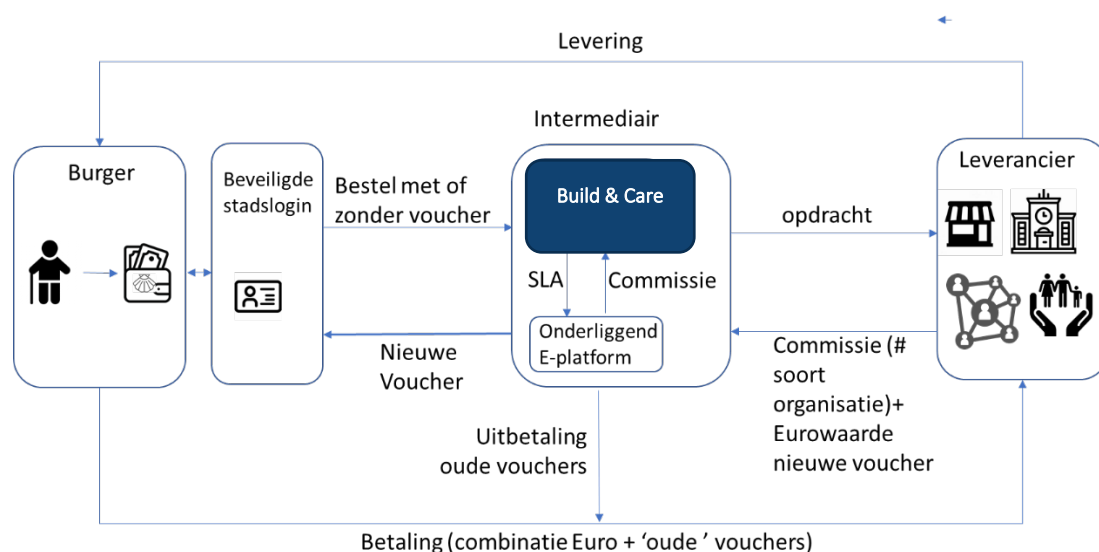 Levering
Intermediair
Burger
Beveiligde
stadslogin
Bestel met of
zonder voucher
Build & Care
opdracht
Leverancier
SLA
Commissie
Onderliggend
E-platform
Nieuwe
Voucher
Commissie (#
soort
organisatie)+
Eurowaarde
nieuwe voucher
Uitbetaling
oude vouchers
Betaling (combinatie Euro + ‘oude ’ vouchers)